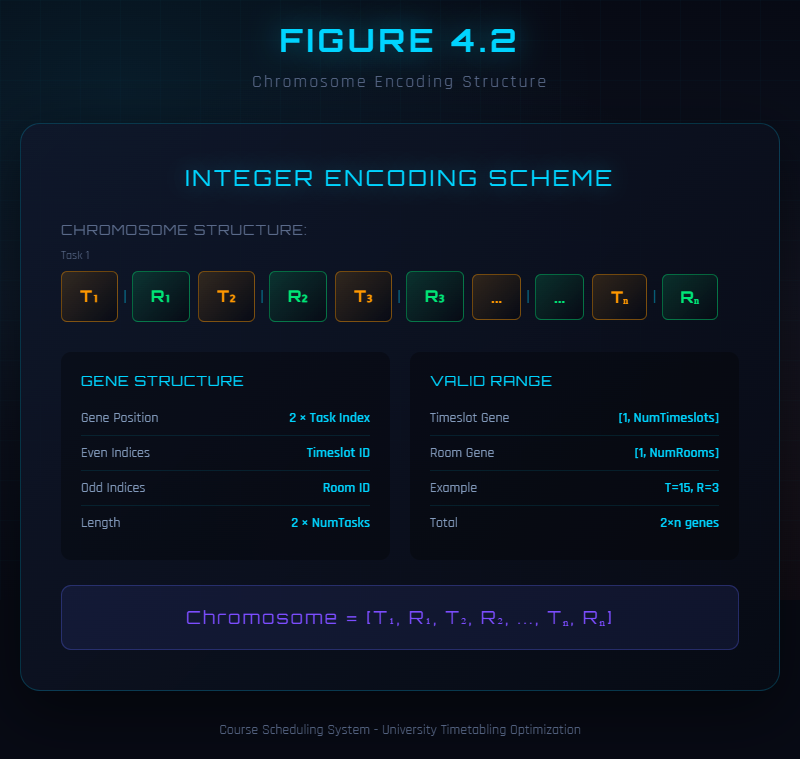 FIGURE 4.2
Chromosome Encoding Structure
INTEGER ENCODING SCHEME
CHROMOSOME STRUCTURE:
Task 1
T₁ | R₁ T₂ | R₂ T₃ | R₃ ... | ... Tₙ | Rₙ
GENE STRUCTURE
Gene Position 2 × Task Index
Even Indices Timeslot ID
Odd Indices Room ID
Length 2 × NumTasks
VALID RANGE
Timeslot Gene [1, NumTimeslots]
Room Gene [1, NumRooms]
Example T=15, R=3
Total 2×n genes
Chromosome = [T₁, R₁, T₂, R₂, ..., Tₙ, Rₙ]
Course Scheduling System - University Timetabling Optimization